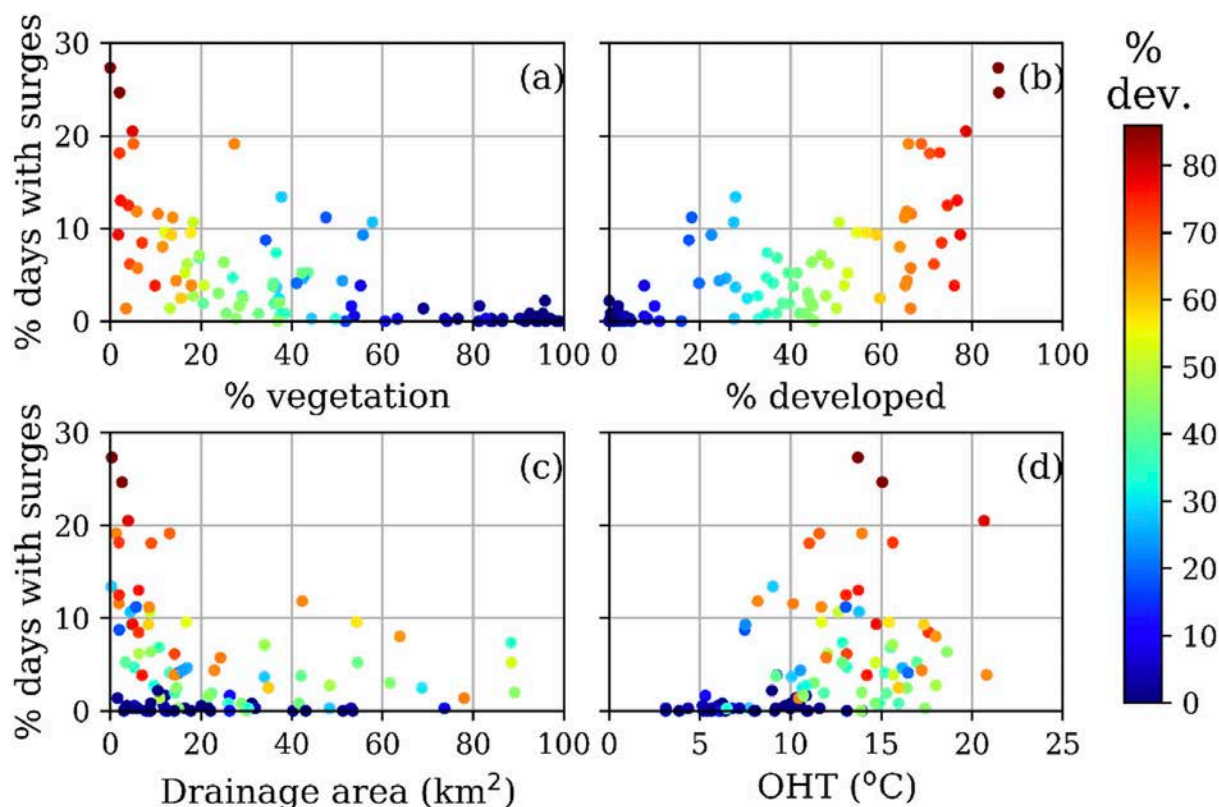 30
20
10
0
% days with surges
(a)
0 20 40 60 80 100
% vegetation
(b)
0 20 40 60 80 100
% developed
%
dev.
80
70
60
50
40
30
20
10
0
30
20
10
0
% days with surges
(c)
0 20 40 60 80 100
Drainage area (km²)
(d)
0 5 10 15 20 25
OHT (°C)